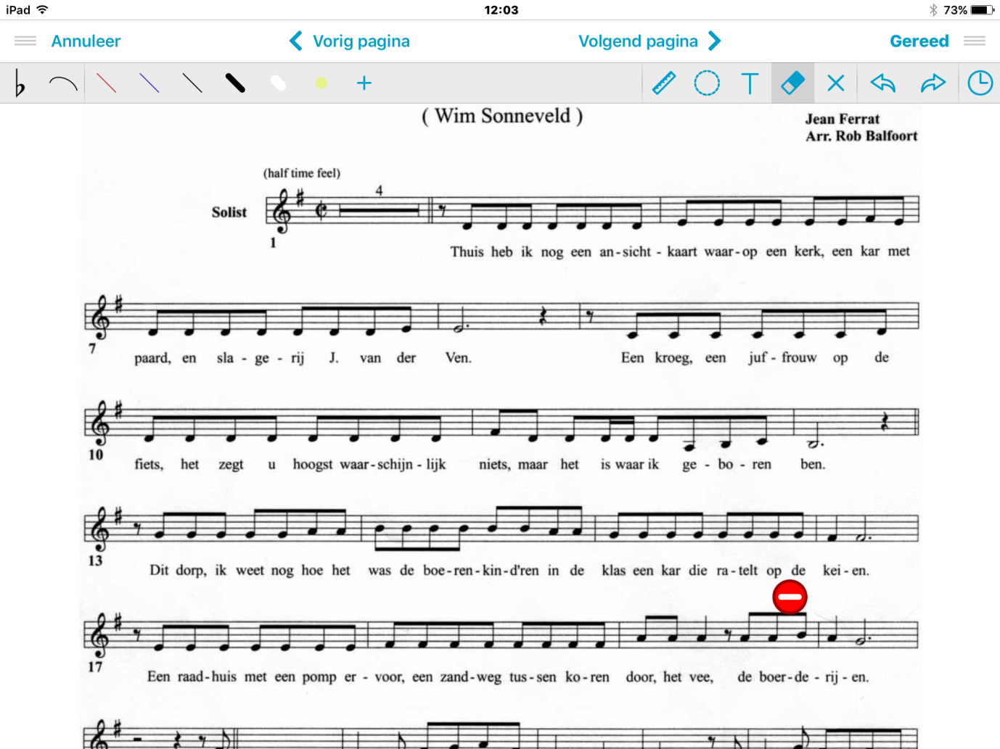 iPad 12:03 73%
Annuleer Vorig pagina Volgend pagina Gereed
T
( Wim Sonneveld )
Jean Ferrat
Arr. Rob Balfoort
(half time feel)
4
Solist
1
Thuis heb ik nog een an-sicht - kaart waar-op een kerk, een kar met
7
paard, en sla - ge - rij J. van der Ven. Een kroeg, een juf - frouw op de
10
fiets, het zegt u hoogst waar-schijn - lijk niets, maar het is waar ik ge - bo - ren ben.
13
Dit dorp, ik weet nog hoe het was de boe-ren-kin-d'ren in de klas een kar die ra-telt op de kei-en.
17
Een raad-huis met een pomp er - voor, een zand-weg tus-sen ko-ren door, het vee, de boer-de - rij - en.